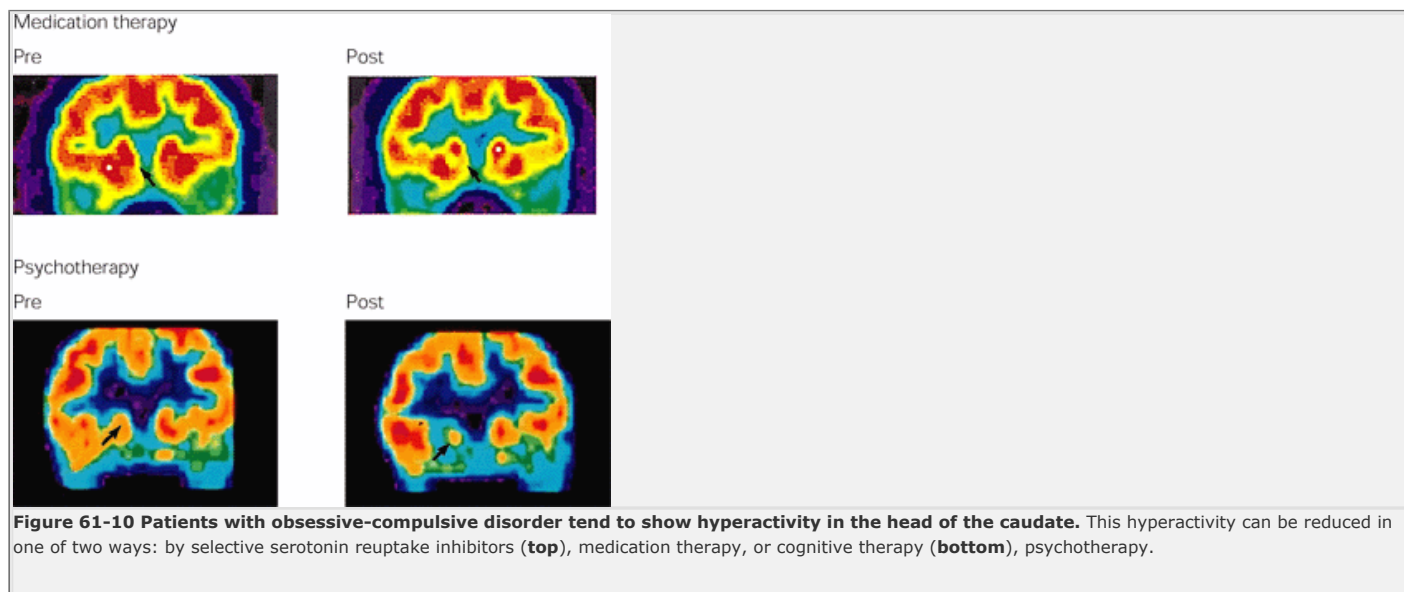 Medication therapy
Pre Post
Psychotherapy
Pre Post
Figure 61-10 Patients with obsessive-compulsive disorder tend to show hyperactivity in the head of the caudate. This hyperactivity can be reduced in
one of two ways: by selective serotonin reuptake inhibitors (top), medication therapy, or cognitive therapy (bottom), psychotherapy.